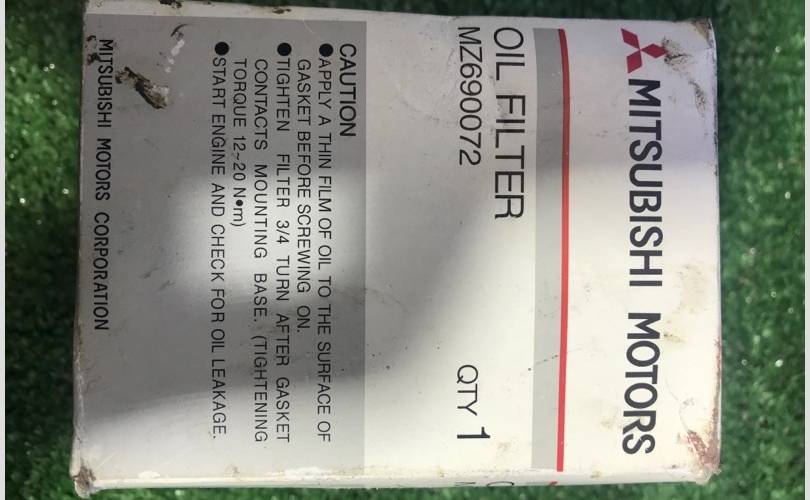 MITSUBISHI MOTORS
OIL FILTER
MZ690072
QTY 1
CAUTION
●APPLY A THIN FILM OF OIL TO THE SURFACE OF
GASKET BEFORE SCREWING ON.
●TIGHTEN FILTER 3/4 TURN AFTER GASKET
CONTACTS MOUNTING BASE. (TIGHTENING
TORQUE 12~20 N•m)
●START ENGINE AND CHECK FOR OIL LEAKAGE.
MITSUBISHI MOTORS CORPORATION